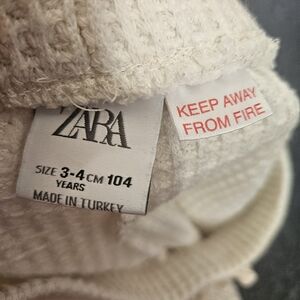 ZARA
SIZE 3-4 CM 104
YEARS
MADE IN TURKEY
KEEP AWAY
FROM FIRE